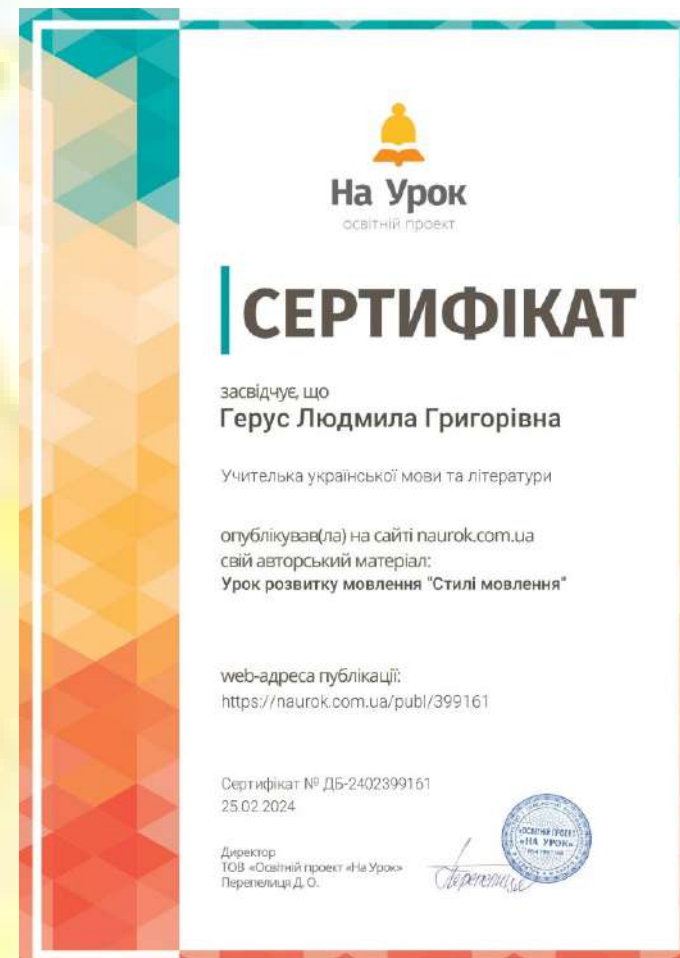 На Урок
освітній проект
СЕРТИФІКАТ
засвідчує, що
Герус Людмила Григорівна
Учителька української мови та літератури
опублікував(ла) на сайті naurok.com.ua
свій авторський матеріал:
Урок розвитку мовлення "Стилі мовлення"
web-адреса публікації:
https://naurok.com.ua/publ/399161
Сертифікат № ДБ-2402399161
25.02.2024
Директор
ТОВ «Освітній проект «На Урок»
Перепелиця Д. О.
«ОСВІТНІЙ ПРОЕКТ
«НА УРОК»